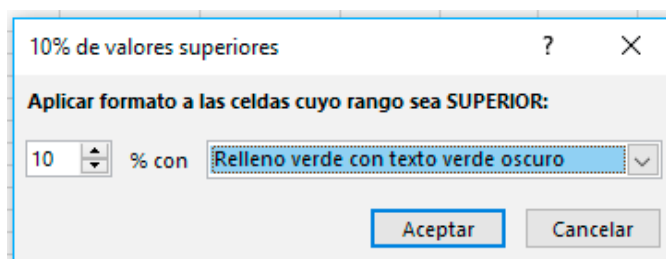 10% de valores superiores ? X
Aplicar formato a las celdas cuyo rango sea SUPERIOR:
10 % con Relleno verde con texto verde oscuro
Aceptar Cancelar